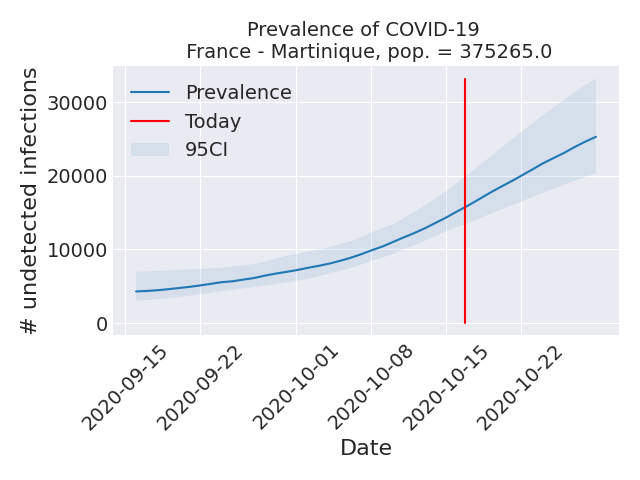 Prevalence of COVID-19
France - Martinique, pop. = 375265.0
# undetected infections
30000
20000
10000
0
Prevalence
Today
95CI
2020-09-15
2020-09-22
2020-10-01
2020-10-08
2020-10-15
2020-10-22
Date